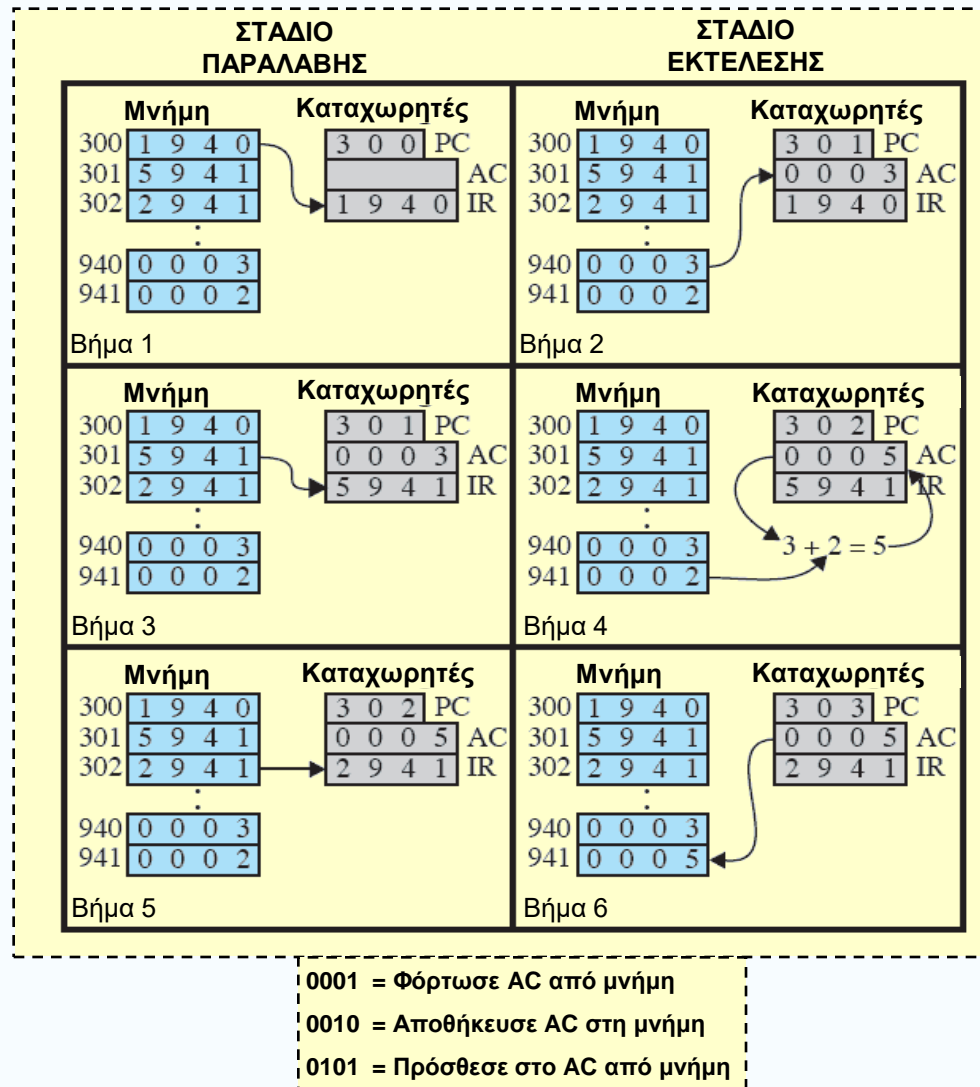 ΣΤΑΔΙΟ
ΠΑΡΑΛΑΒΗΣ
ΣΤΑΔΙΟ
ΕΚΤΕΛΕΣΗΣ
Μνήμη Καταχωρητές
300 1 9 4 0 3 0 0 PC
301 5 9 4 1 AC
302 2 9 4 1 1 9 4 0 IR
:
940 0 0 0 3
941 0 0 0 2
Βήμα 1
Μνήμη Καταχωρητές
300 1 9 4 0 3 0 1 PC
301 5 9 4 1 0 0 0 3 AC
302 2 9 4 1 1 9 4 0 IR
:
940 0 0 0 3
941 0 0 0 2
Βήμα 2
Μνήμη Καταχωρητές
300 1 9 4 0 3 0 1 PC
301 5 9 4 1 0 0 0 3 AC
302 2 9 4 1 5 9 4 1 IR
:
940 0 0 0 3
941 0 0 0 2
Βήμα 3
Μνήμη Καταχωρητές
300 1 9 4 0 3 0 2 PC
301 5 9 4 1 0 0 0 5 AC
302 2 9 4 1 5 9 4 1 IR
:
940 0 0 0 3 3 + 2 = 5
941 0 0 0 2
Βήμα 4
Μνήμη Καταχωρητές
300 1 9 4 0 3 0 2 PC
301 5 9 4 1 0 0 0 5 AC
302 2 9 4 1 2 9 4 1 IR
:
940 0 0 0 3
941 0 0 0 2
Βήμα 5
Μνήμη Καταχωρητές
300 1 9 4 0 3 0 3 PC
301 5 9 4 1 0 0 0 5 AC
302 2 9 4 1 2 9 4 1 IR
:
940 0 0 0 3
941 0 0 0 5
Βήμα 6
0001 = Φόρτωσε AC από μνήμη
0010 = Αποθήκευσε AC στη μνήμη
0101 = Πρόσθεσε στο AC από μνήμη